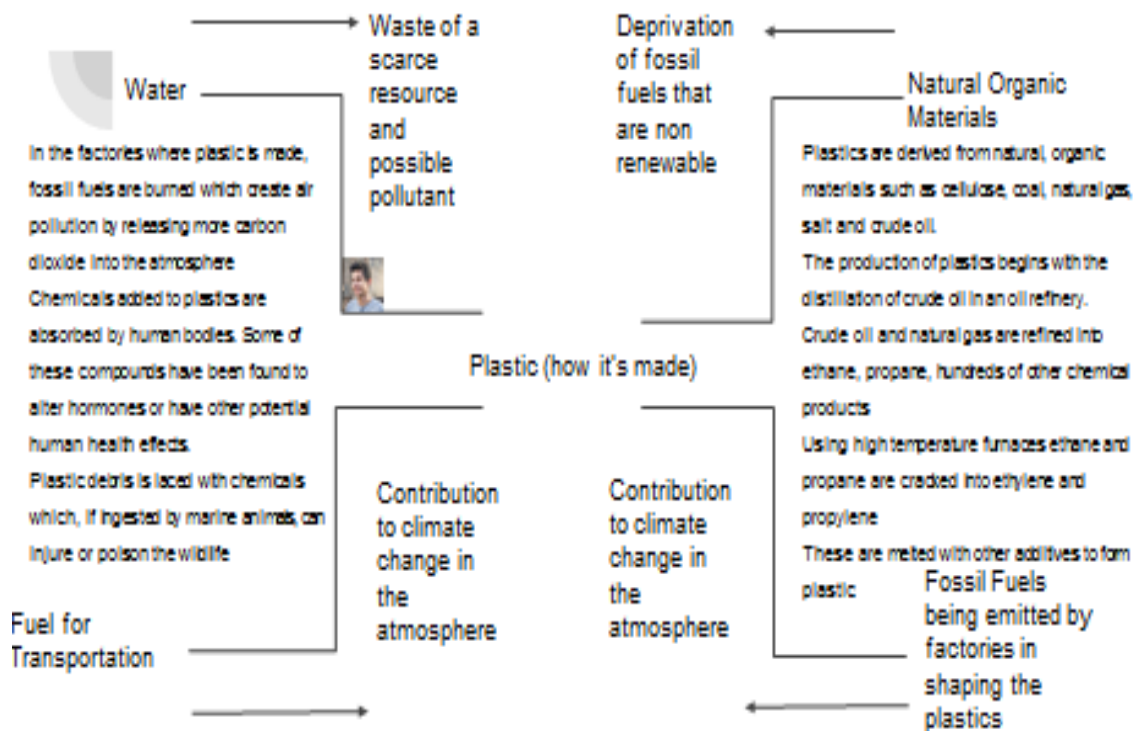 Waste of a
scarce
resource
and
possible
pollutant
Deprivation
of fossil
fuels that
are non
renewable
Water
In the factories where plastic is made,
fossil fuels are burned which create air
pollution by releasing more carbon
dioxide into the atmosphere
Chemicals added to plastics are
absorbed by human bodies. Some of
these compounds have been found to
alter hormones or have other potential
human health effects.
Plastic debris is laced with chemicals
which, if ingested by marine animals, can
injure or poison the wildlife
Natural Organic
Materials
Plastics are derived from natural, organic
materials such as cellulose, coal, natural gas,
salt and crude oil.
The production of plastics begins with the
distillation of crude oil in an oil refinery.
Crude oil and natural gas are refined into
ethane, propane, hundreds of other chemical
products
Using high temperature furnaces ethane and
propane are cracked into ethylene and
propylene
These are melted with other additives to form
plastic
Plastic (how it's made)
Contribution
to climate
change in
the
atmosphere
Contribution
to climate
change in
the
atmosphere
Fuel for
Transportation
Fossil Fuels
being emitted by
factories in
shaping the
plastics